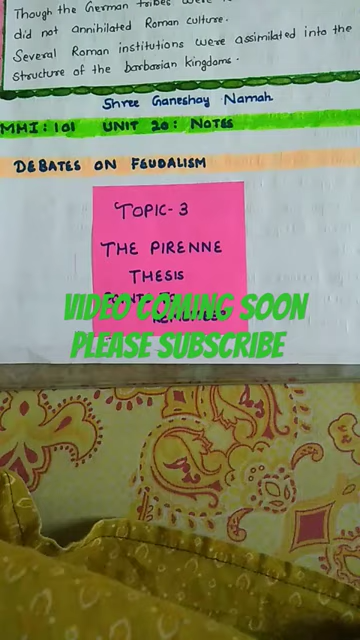 Though the German tribes were
did not annihilated Roman culture.
Several Roman institutions were assimilated into the
structure of the barbarian kingdoms.
Shree Ganeshay Namah
MHI: 101 UNIT 20: NOTES
DEBATES ON FEUDALISM
TOPIC-3
THE PIRENNE
THESIS
VIDEO COMING SOON
PLEASE SUBSCRIBE